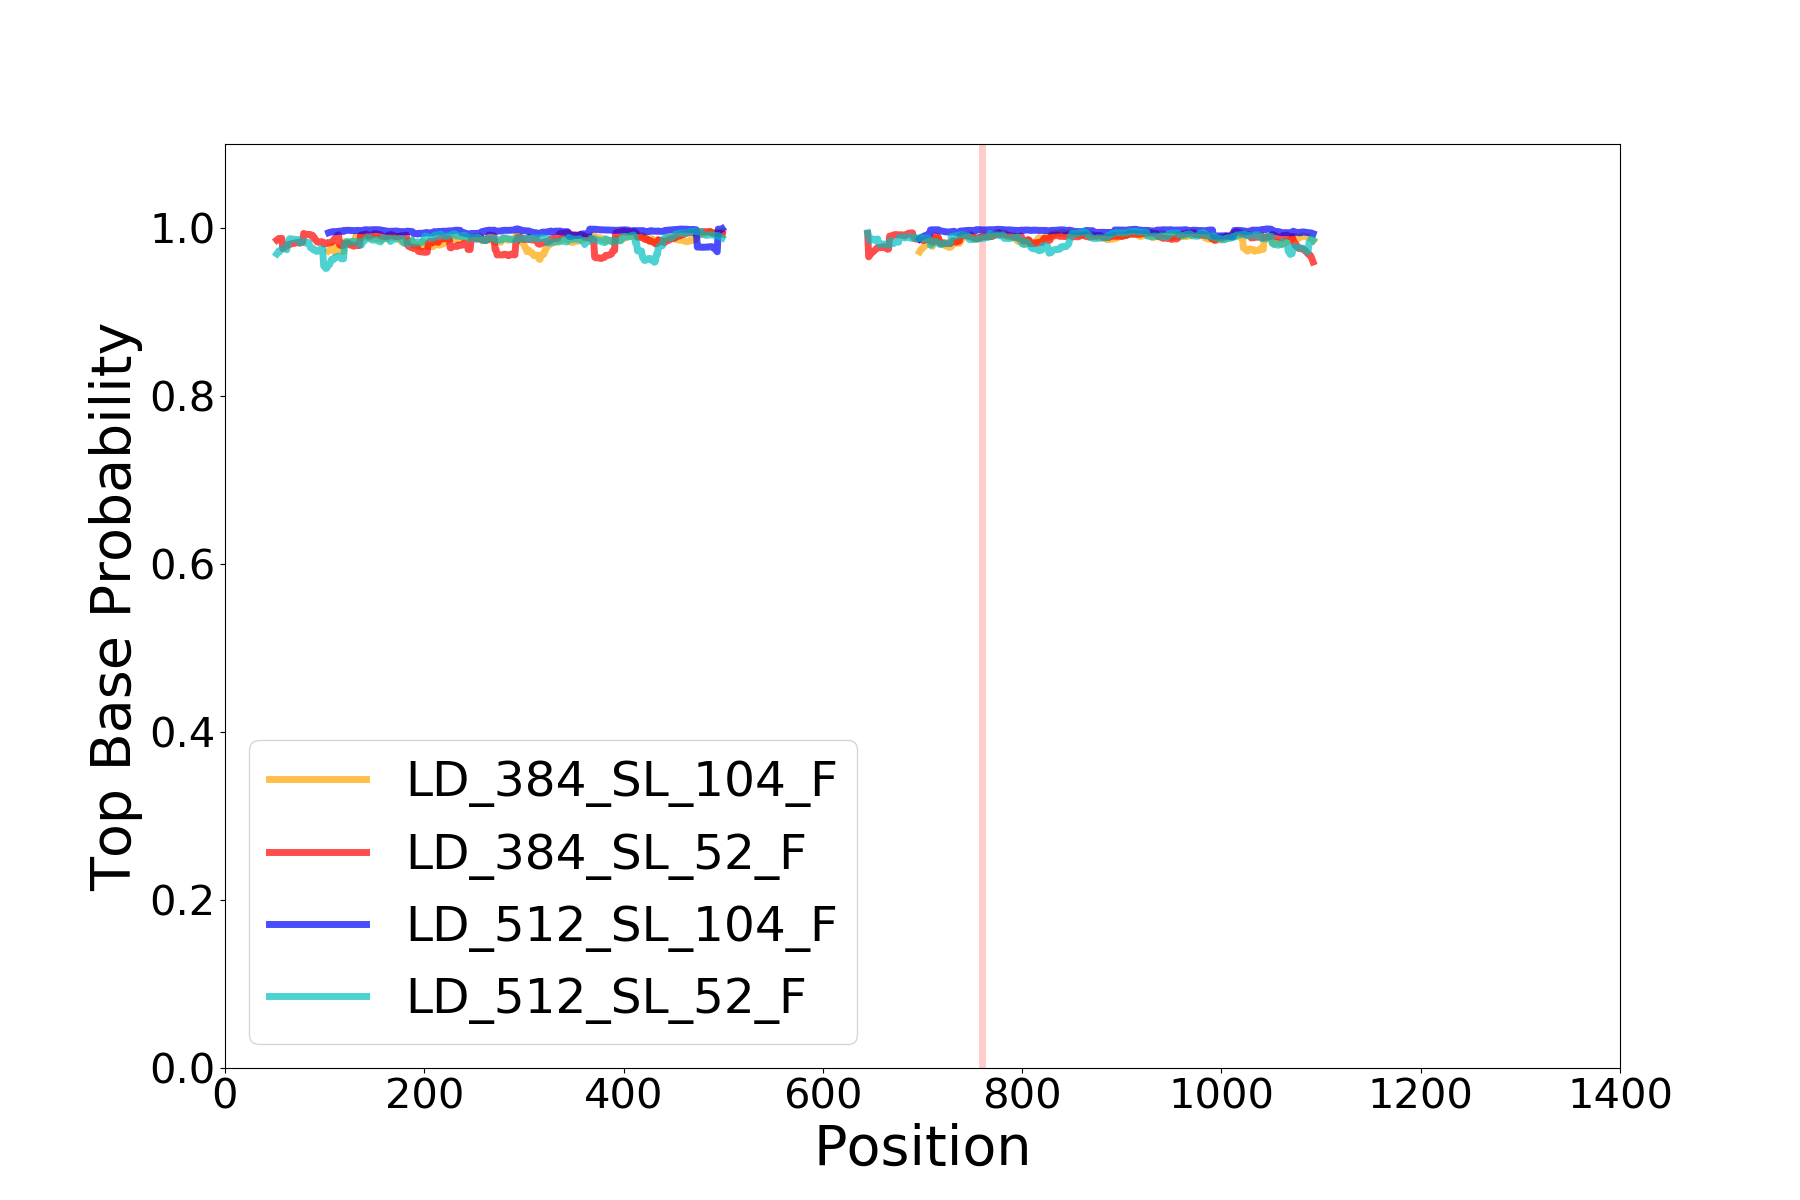 1.0
0.8
0.6
0.4
0.2
0.0
Top Base Probability
LD_384_SL_104_F
LD_384_SL_52_F
LD_512_SL_104_F
LD_512_SL_52_F
0 200 400 600 800 1000 1200 1400
Position